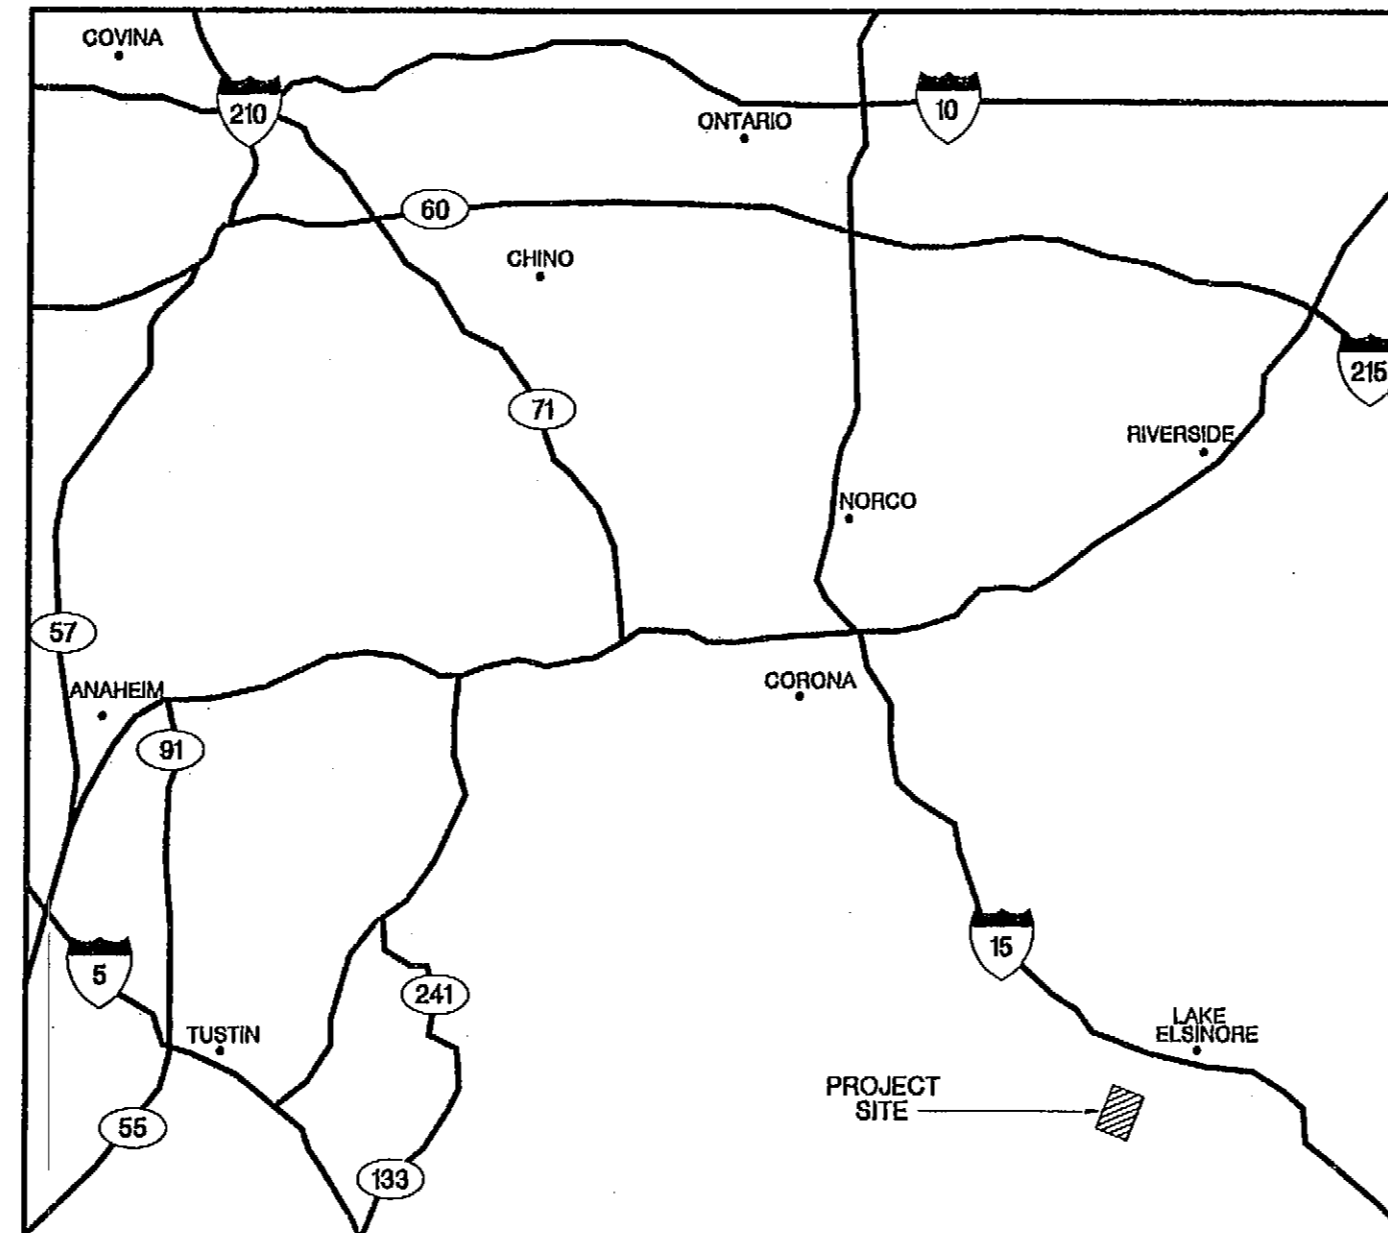 COVINA
210
10
ONTARIO
60
CHINO
215
71
RIVERSIDE
NORCO
57
ANAHEIM
CORONA
91
15
5
241
TUSTIN
LAKE
ELSINORE
PROJECT
SITE
55
133